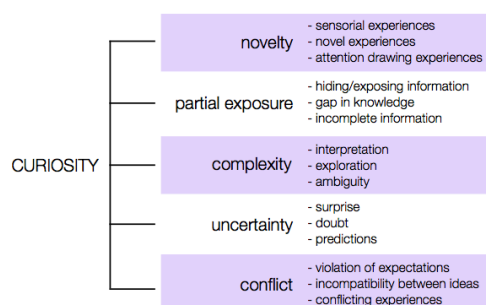 CURIOSITY
novelty
- sensorial experiences
- novel experiences
- attention drawing experiences
partial exposure
- hiding/exposing information
- gap in knowledge
- incomplete information
complexity
- interpretation
- exploration
- ambiguity
uncertainty
- surprise
- doubt
- predictions
conflict
- violation of expectations
- incompatibility between ideas
- conflicting experiences